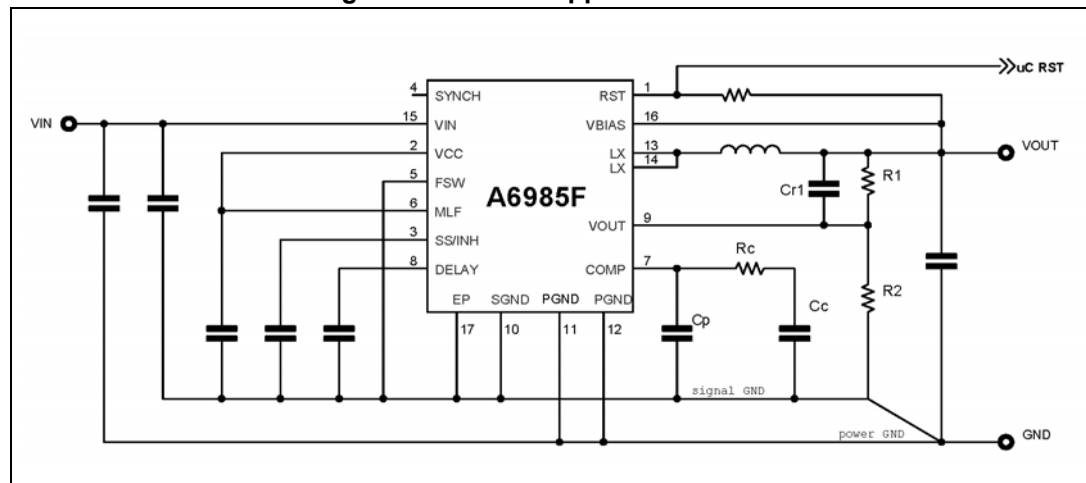 uC RST
4
SYNCH
RST
1
VIN
15
VIN
VBIAS
16
2
VCC
LX
13
VOUT
14
LX
5
FSW
A6985F
Cr1
R1
6
MLF
3
SS/INH
VOUT
9
8
DELAY
COMP
7
Rc
R2
EP
SGND
PGND
PGND
17
10
11
12
Cp
Cc
signal GND
power GND
GND